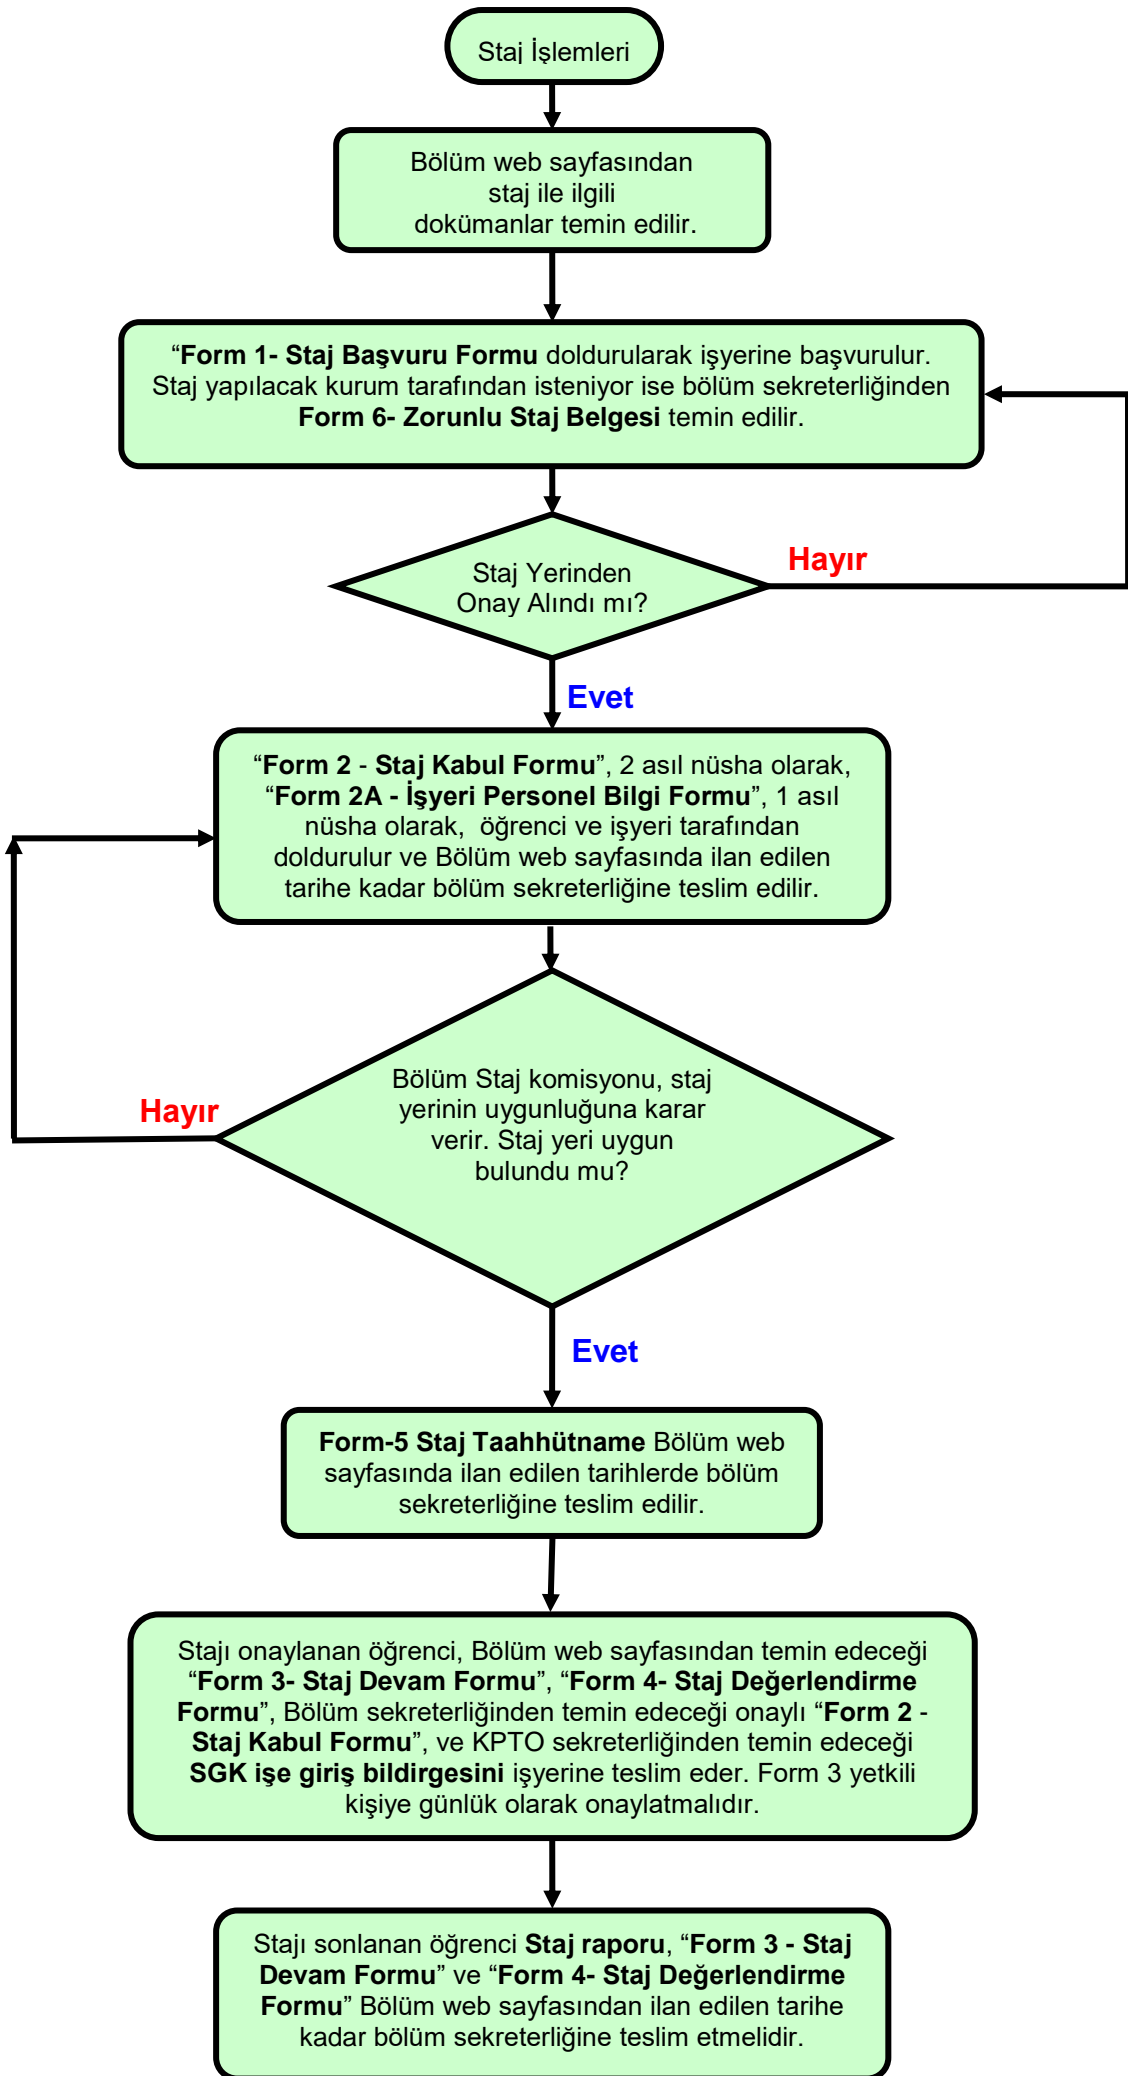 Staj İşlemleri
Bölüm web sayfasından
staj ile ilgili
dokümanlar temin edilir.
“Form 1- Staj Başvuru Formu doldurularak işyerine başvurulur.
Staj yapılacak kurum tarafından isteniyor ise bölüm sekreterliğinden
Form 6- Zorunlu Staj Belgesi temin edilir.
Hayır
Staj Yerinden
Onay Alındı mı?
Evet
“Form 2 - Staj Kabul Formu”, 2 asıl nüsha olarak,
“Form 2A - İşyeri Personel Bilgi Formu”, 1 asıl
nüsha olarak, öğrenci ve işyeri tarafından
doldurulur ve Bölüm web sayfasında ilan edilen
tarihe kadar bölüm sekreterliğine teslim edilir.
Bölüm Staj komisyonu, staj
yerinin uygunluğuna karar
verir. Staj yeri uygun
bulundu mu?
Hayır
Evet
Form-5 Staj Taahhütname Bölüm web
sayfasında ilan edilen tarihlerde bölüm
sekreterliğine teslim edilir.
Stajı onaylanan öğrenci, Bölüm web sayfasından temin edeceği
“Form 3- Staj Devam Formu”, “Form 4- Staj Değerlendirme
Formu”, Bölüm sekreterliğinden temin edeceği onaylı “Form 2 -
Staj Kabul Formu”, ve KPTO sekreterliğinden temin edeceği
SGK işe giriş bildirgesini işyerine teslim eder. Form 3 yetkili
kişiye günlük olarak onaylatmalıdır.
Stajı sonlanan öğrenci Staj raporu, “Form 3 - Staj
Devam Formu” ve “Form 4- Staj Değerlendirme
Formu” Bölüm web sayfasından ilan edilen tarihe
kadar bölüm sekreterliğine teslim etmelidir.